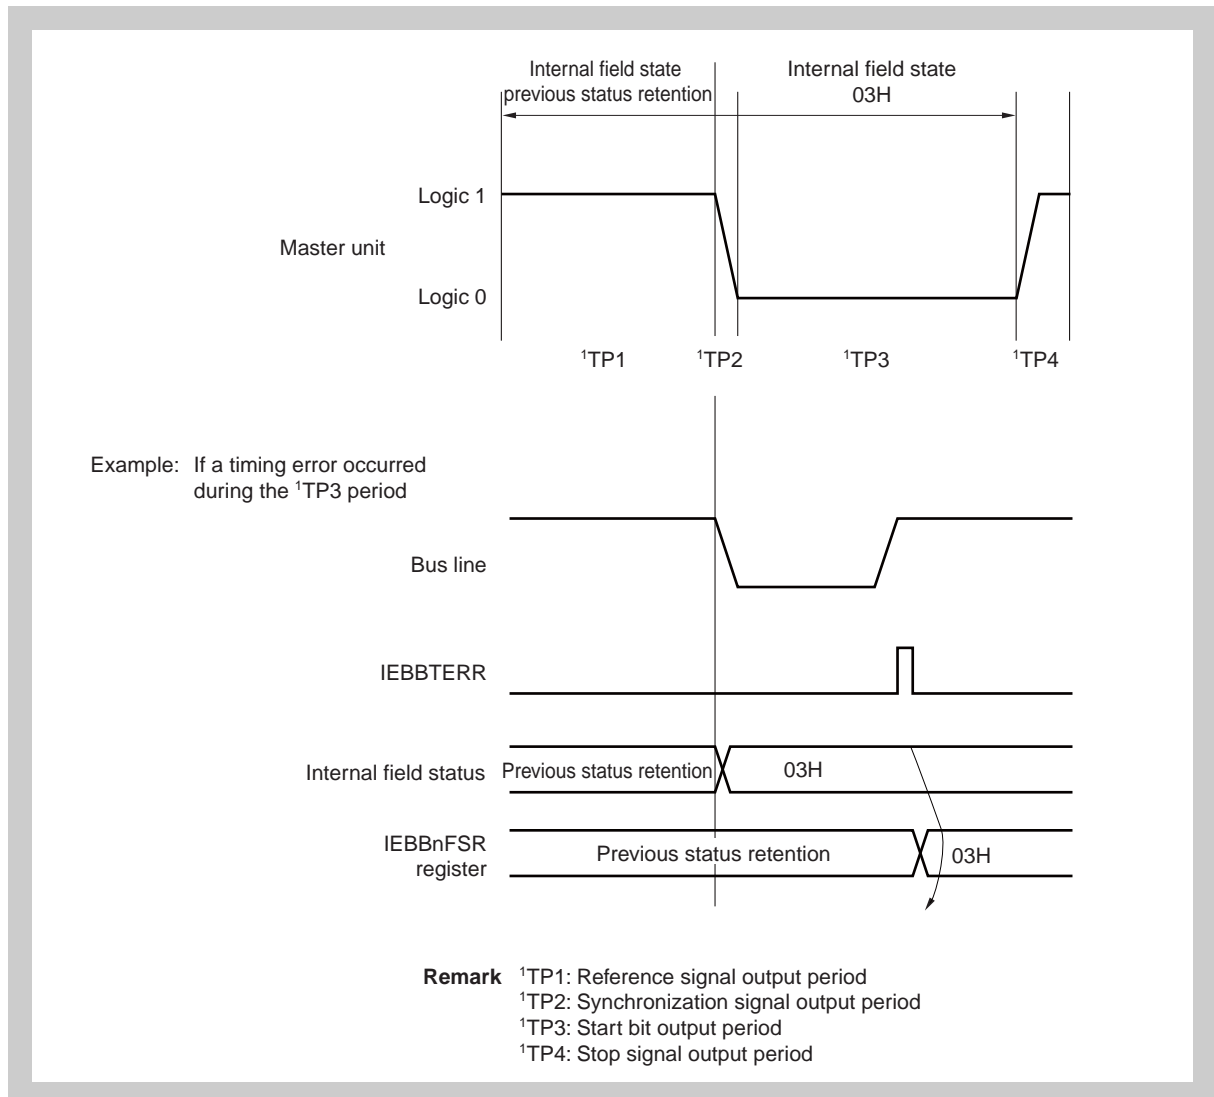 Internal field state
previous status retention
Internal field state
03H
Logic 1
Master unit
Logic 0
¹TP1
¹TP2
¹TP3
¹TP4
Example: If a timing error occurred
during the ¹TP3 period
Bus line
IEBBTERR
Internal field status
Previous status retention
03H
IEBBnFSR
register
Previous status retention
03H
Remark ¹TP1: Reference signal output period
¹TP2: Synchronization signal output period
¹TP3: Start bit output period
¹TP4: Stop signal output period